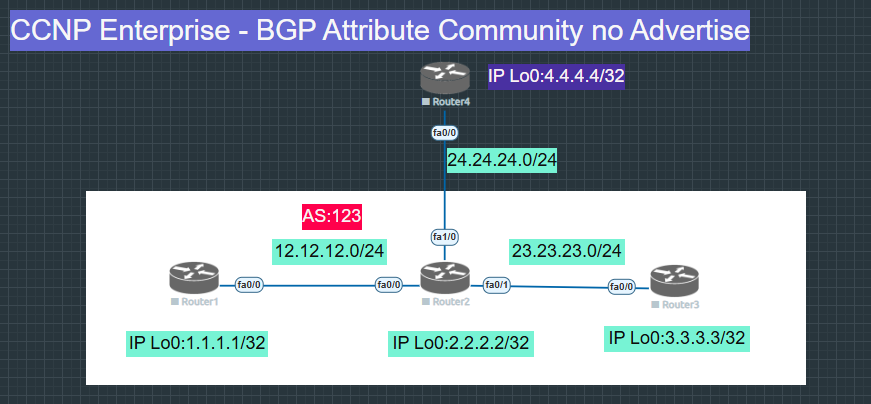 CCNP Enterprise - BGP Attribute Community no Advertise
IP Lo0:4.4.4.4/32
Router4
fa0/0
24.24.24.0/24
AS:123
fa1/0
12.12.12.0/24
23.23.23.0/24
Router1
fa0/0
fa0/0
Router2
fa0/1
fa0/0
Router3
IP Lo0:1.1.1.1/32
IP Lo0:2.2.2.2/32
IP Lo0:3.3.3.3/32